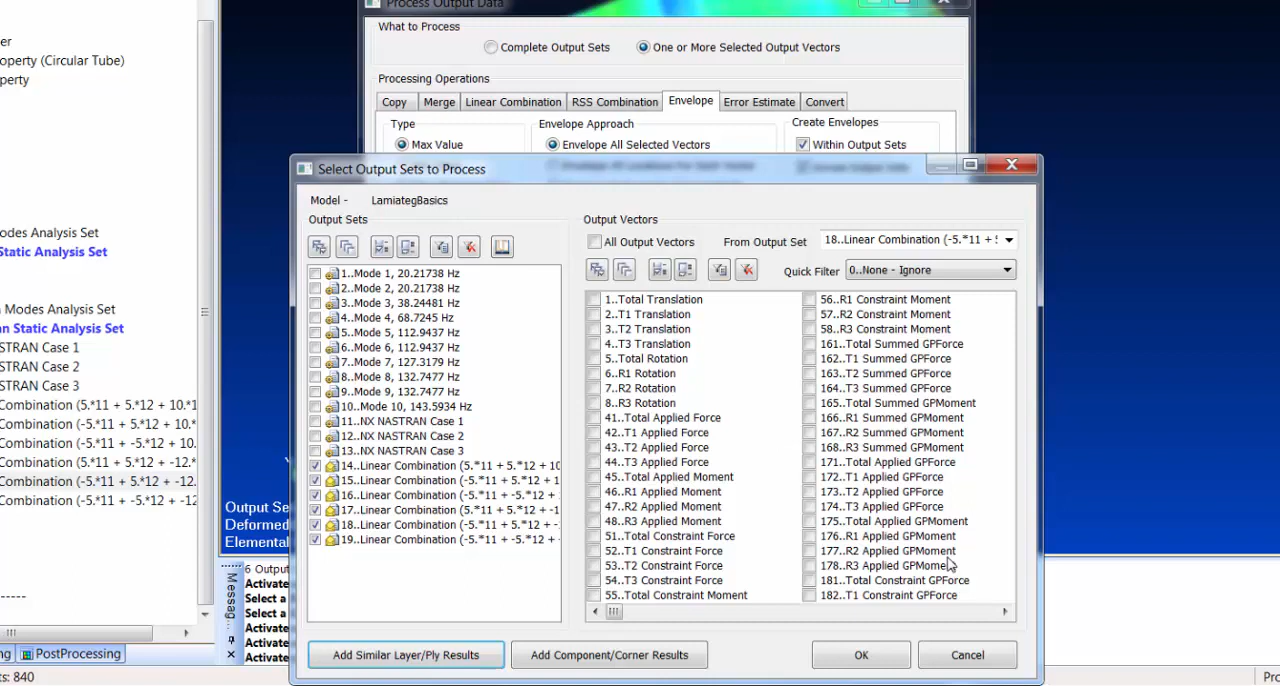 Process Output Data
What to Process
Complete Output Sets
One or More Selected Output Vectors
Processing Operations
Copy
Merge
Linear Combination
RSS Combination
Envelope
Error Estimate
Convert
Type
Envelope Approach
Create Envelopes
Max Value
Envelope All Selected Vectors
Within Output Sets
Select Output Sets to Process
Model -
LamiategBasics
Output Sets
1..Mode 1, 20.21738 Hz
2..Mode 2, 20.21738 Hz
3..Mode 3, 38.24481 Hz
4..Mode 4, 68.7245 Hz
5..Mode 5, 112.9437 Hz
6..Mode 6, 112.9437 Hz
7..Mode 7, 127.3179 Hz
8..Mode 8, 132.7477 Hz
9..Mode 9, 132.7477 Hz
10..Mode 10, 143.5934 Hz
11..NX NASTRAN Case 1
12..NX NASTRAN Case 2
13..NX NASTRAN Case 3
14..Linear Combination (5.*11 + 5.*12 + 10
15..Linear Combination (-5.*11 + 5.*12 + 1
16..Linear Combination (-5.*11 + -5.*12 +
17..Linear Combination (5.*11 + 5.*12 + -1
18..Linear Combination (-5.*11 + 5.*12 + -
19..Linear Combination (-5.*11 + -5.*12 + -
Output Vectors
All Output Vectors
From Output Set
18..Linear Combination (-5.*11 + 5
Quick Filter
0..None - Ignore
1..Total Translation
2..T1 Translation
3..T2 Translation
4..T3 Translation
5..Total Rotation
6..R1 Rotation
7..R2 Rotation
8..R3 Rotation
41..Total Applied Force
42..T1 Applied Force
43..T2 Applied Force
44..T3 Applied Force
45..Total Applied Moment
46..R1 Applied Moment
47..R2 Applied Moment
48..R3 Applied Moment
51..Total Constraint Force
52..T1 Constraint Force
53..T2 Constraint Force
54..T3 Constraint Force
55..Total Constraint Moment
56..R1 Constraint Moment
57..R2 Constraint Moment
58..R3 Constraint Moment
161..Total Summed GPForce
162..T1 Summed GPForce
163..T2 Summed GPForce
164..T3 Summed GPForce
165..Total Summed GPMoment
166..R1 Summed GPMoment
167..R2 Summed GPMoment
168..R3 Summed GPMoment
171..Total Applied GPForce
172..T1 Applied GPForce
173..T2 Applied GPForce
174..T3 Applied GPForce
175..Total Applied GPMoment
176..R1 Applied GPMoment
177..R2 Applied GPMoment
178..R3 Applied GPMoment
181..Total Constraint GPForce
182..T1 Constraint GPForce
Add Similar Layer/Ply Results
Add Component/Corner Results
OK
Cancel
er
operty (Circular Tube)
perty
odes Analysis Set
Static Analysis Set
n Modes Analysis Set
an Static Analysis Set
STRAN Case 1
STRAN Case 2
STRAN Case 3
Combination (5.*11 + 5.*12 + 10.*1
Combination (-5.*11 + 5.*12 + 10.*
Combination (-5.*11 + -5.*12 + 10.
Combination (5.*11 + 5.*12 + -12.*
Combination (-5.*11 + 5.*12 + -12.
Combination (-5.*11 + -5.*12 + -12
ng
PostProcessing
ts: 840
Output Se
Deformed
Elemental
Messag
6 Output
Activate
Select a
Select a
Activate
Activate
Activate
Prc